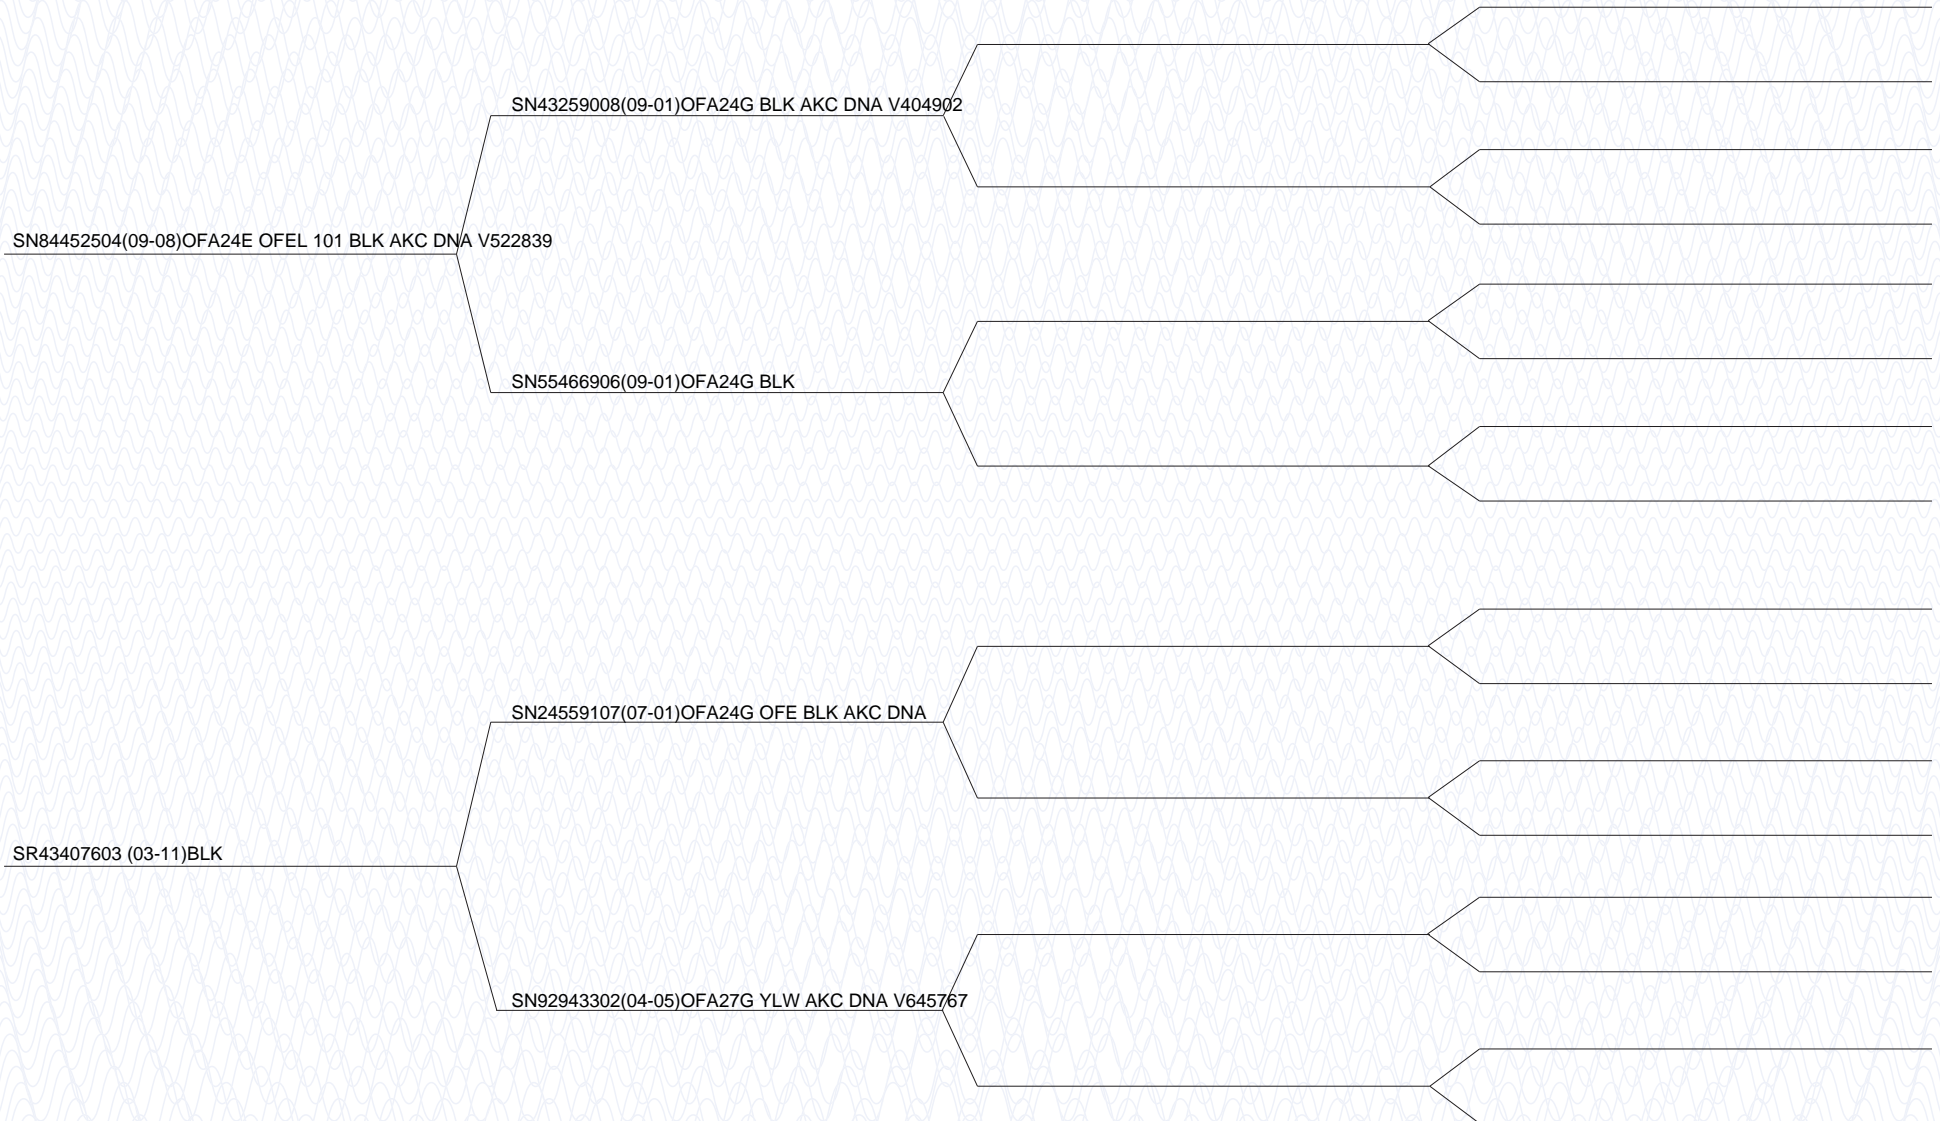 SN43259008(09-01)OFA24G BLK AKC DNA V404902
SN84452504(09-08)OFA24E OFEL 101 BLK AKC DNA V522839
SN55466906(09-01)OFA24G BLK
SN24559107(07-01)OFA24G OFE BLK AKC DNA
SR43407603 (03-11)BLK
SN92943302(04-05)OFA27G YLW AKC DNA V645767